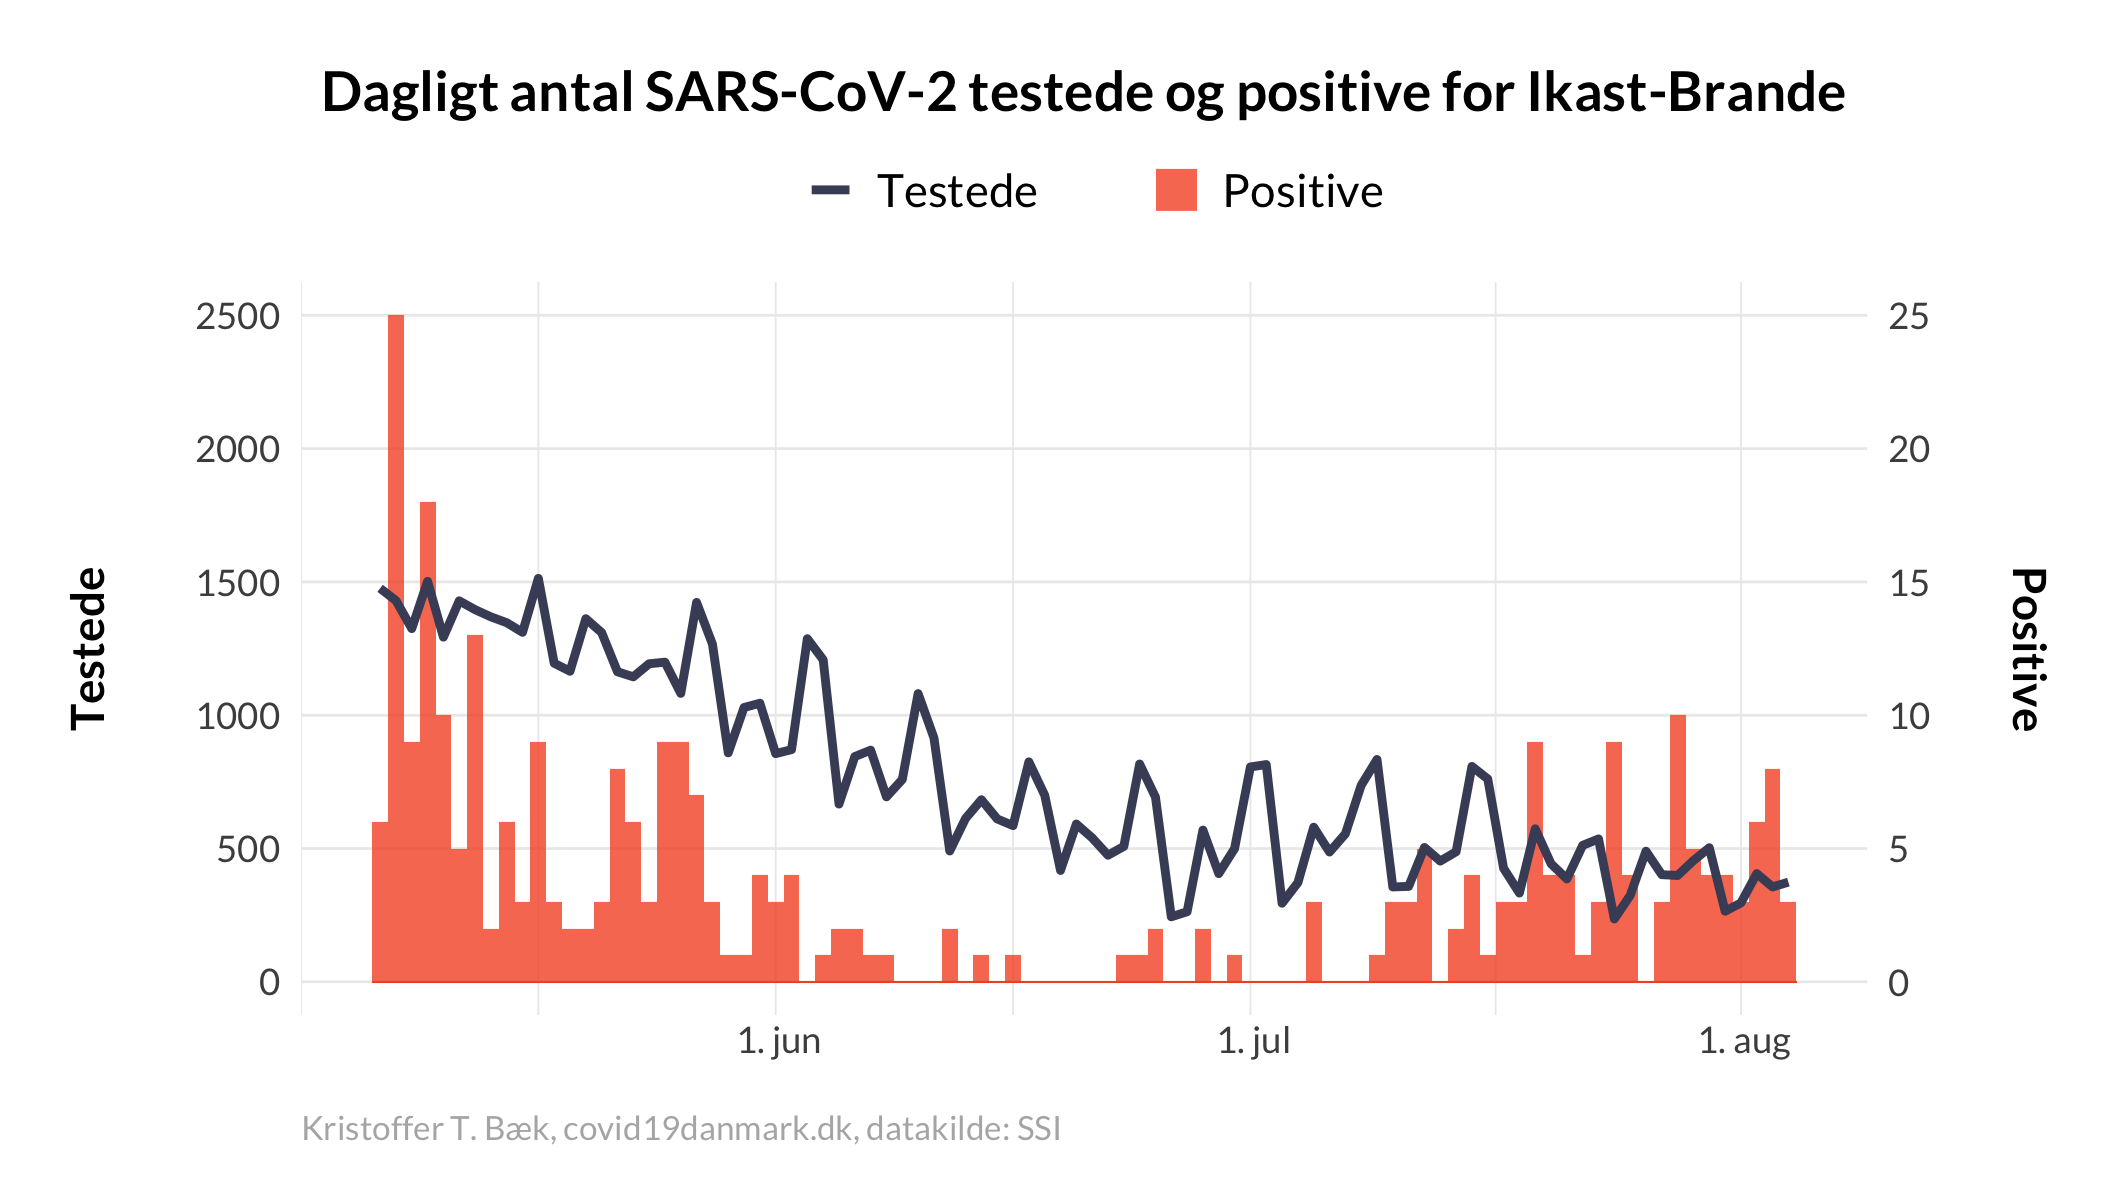 Dagligt antal SARS-CoV-2 testede og positive for Ikast-Brande
Testede
Positive
2500
2000
1500
1000
500
0
25
20
15
10
5
0
Testede
Positive
1. jun
1. jul
1. aug
Kristoffer T. Bæk, covid19danmark.dk, datakilde: SSI